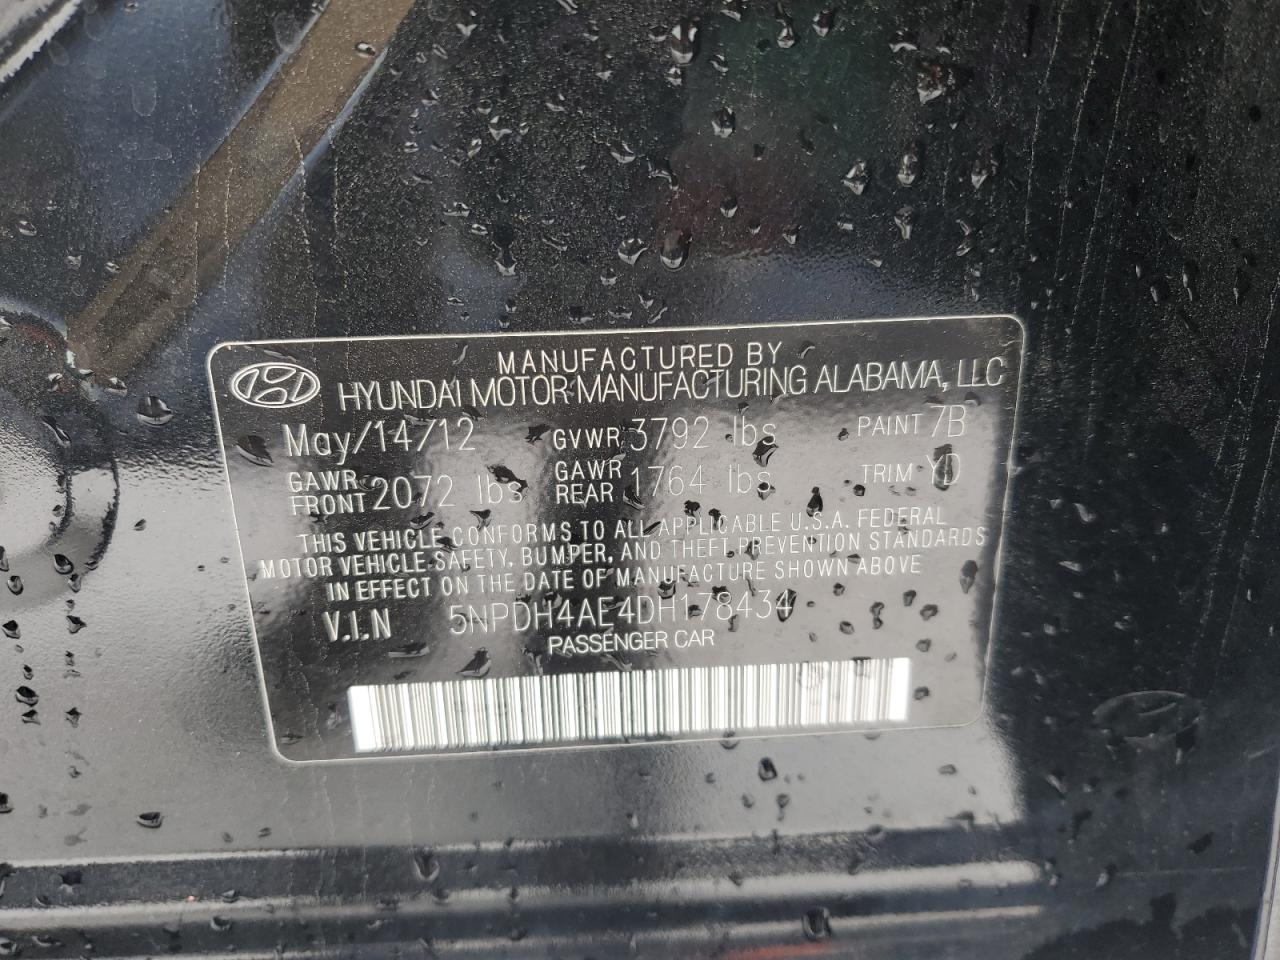 MANUFACTURED BY
HYUNDAI MOTOR MANUFACTURING ALABAMA, LLC
May/14/12 GVWR 3792 lbs PAINT 7B
GAWR FRONT 2072 lbs GAWR REAR 1764 lbs TRIM YD
THIS VEHICLE CONFORMS TO ALL APPLICABLE U.S.A. FEDERAL
MOTOR VEHICLE SAFETY, BUMPER, AND THEFT PREVENTION STANDARDS
IN EFFECT ON THE DATE OF MANUFACTURE SHOWN ABOVE
V.I.N 5NPDH4AE4DH178434
PASSENGER CAR